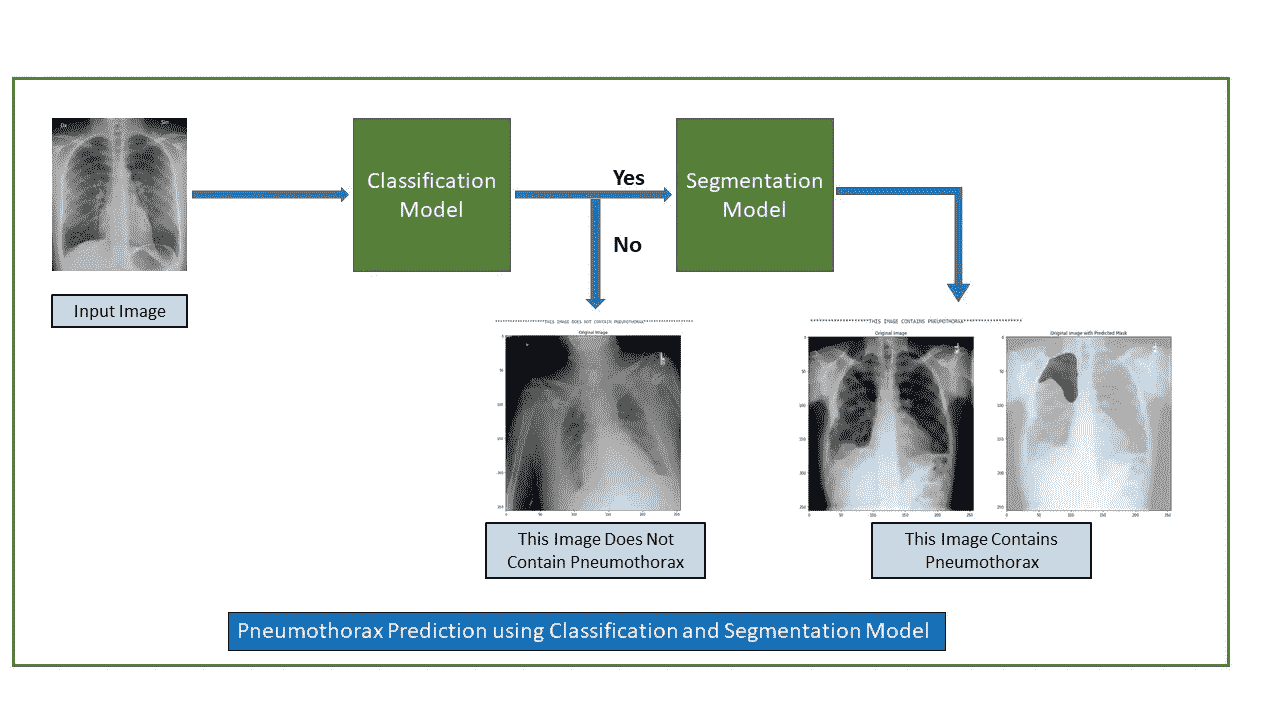 Classification
Model
Yes
Segmentation
Model
No
Input Image
**********************THIS IMAGE DOES NOT CONTAIN PNEUMOTHORAX**********************
Original Image
********************THIS IMAGE CONTAINS PNEUMOTHORAX********************
Original Image
Original Image with Predicted Mask
This Image Does Not
Contain Pneumothorax
This Image Contains
Pneumothorax
Pneumothorax Prediction using Classification and Segmentation Model